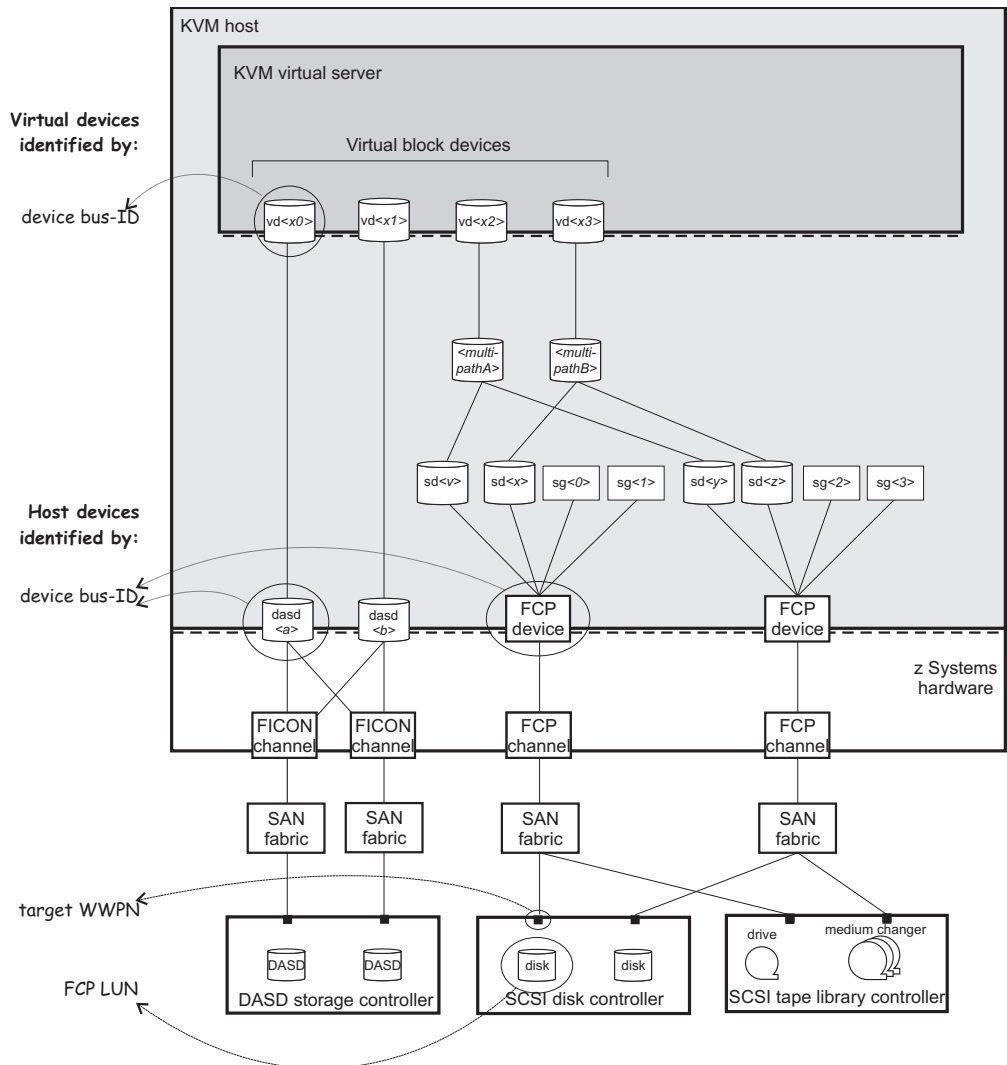 KVM host
KVM virtual server
Virtual devices
identified by:
Virtual block devices
device bus-ID
vd<x0>
vd<x1>
vd<x2>
vd<x3>
<multi-
pathA>
<multi-
pathB>
sd<v>
sd<x>
sg<0>
sg<1>
sd<y>
sd<z>
sg<2>
sg<3>
Host devices
identified by:
device bus-ID
dasd
<a>
dasd
<b>
FCP
device
FCP
device
z Systems
hardware
FICON
channel
FICON
channel
FCP
channel
FCP
channel
SAN
fabric
SAN
fabric
SAN
fabric
SAN
fabric
target WWPN
DASD
DASD
DASD storage controller
disk
disk
SCSI disk controller
drive
medium changer
SCSI tape library controller
FCP LUN